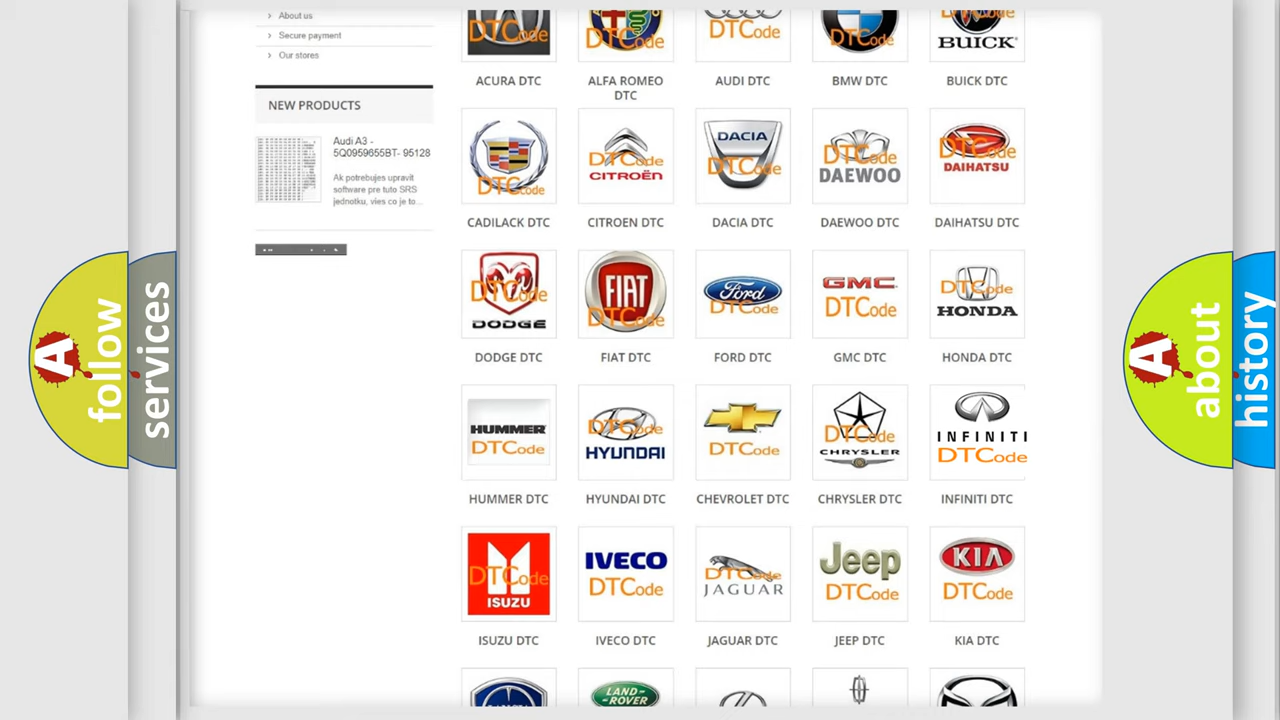 About us
Secure payment
Our stores
NEW PRODUCTS
Audi A3 -
5Q0959655BT- 95128
Ak potrebujes upravit
software pre tuto SRS
jednotku, vies co je to...
DTCode
DTCode
DTCode
DTCode
BUICK
ACURA DTC
ALFA ROMEO
DTC
AUDI DTC
BMW DTC
BUICK DTC
DTCode
DTCode
CITROËN
DACIA
DTCode
DTCode
DAEWOO
DTCode
DAIHATSU
CADILACK DTC
CITROEN DTC
DACIA DTC
DAEWOO DTC
DAIHATSU DTC
DTCode
DODGE
FIAT
DTCode
Ford
DTCode
GMC
DTCode
DTCode
HONDA
DODGE DTC
FIAT DTC
FORD DTC
GMC DTC
HONDA DTC
HUMMER
DTCode
DTCode
HYUNDAI
DTCode
DTCode
CHRYSLER
INFINITI
DTCode
HUMMER DTC
HYUNDAI DTC
CHEVROLET DTC
CHRYSLER DTC
INFINITI DTC
DTCode
ISUZU
IVECO
DTCode
DTCode
JAGUAR
Jeep
DTCode
KIA
DTCode
ISUZU DTC
IVECO DTC
JAGUAR DTC
JEEP DTC
KIA DTC
LAND-
ROVER
A follow
services
A about
history